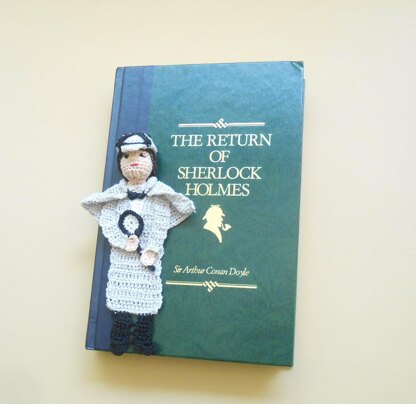 THE RETURN
OF
SHERLOCK
HOLMES
Sir Arthur Conan Doyle